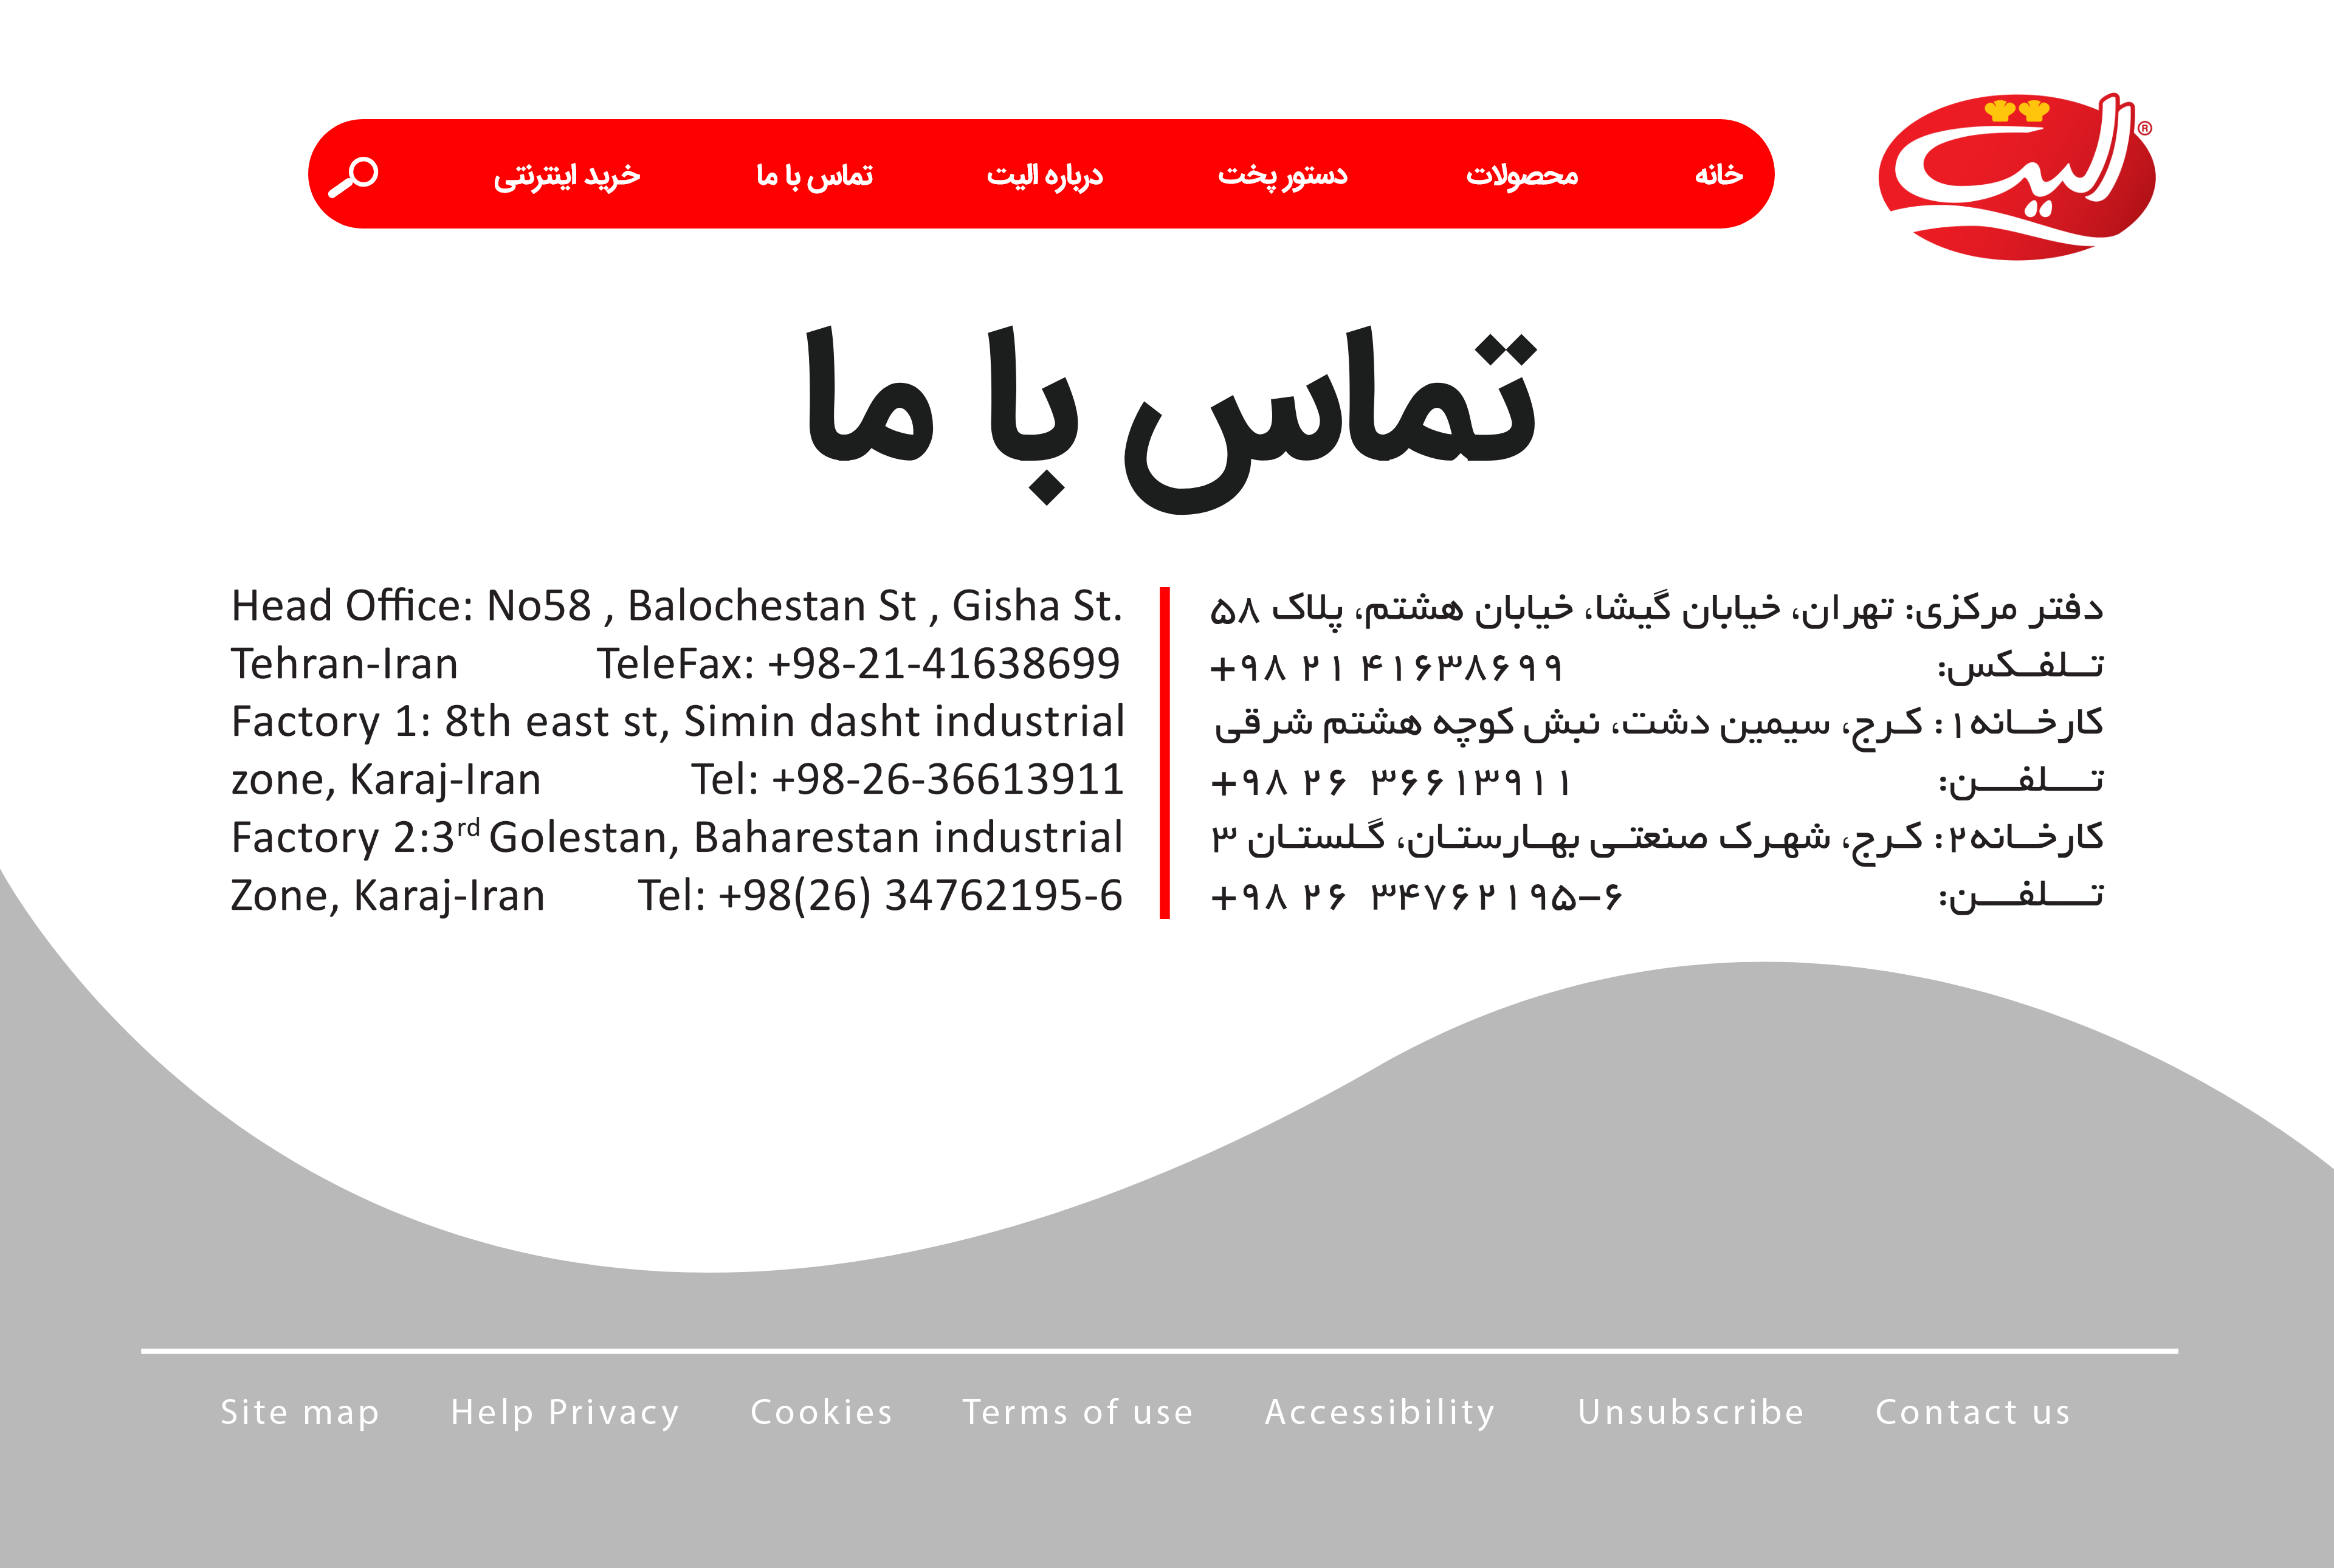 الیت ®
خانه محصولات دستور پخت درباره الیت تماس با ما خرید اینترنتی
تماس با ما
دفتر مرکزی: تهران، خیابان گیشا، خیابان هشتم، پلاک ۵۸
تلفکس: +۹۸ ۲۱ ۴۱۶۳۸۶۹۹
کارخانه۱: کرج، سیمین دشت، نبش کوچه هشتم شرقی
تلفن: +۹۸ ۲۶ ۳۶۶۱۳۹۱۱
کارخانه۲: کرج، شهرک صنعتی بهارستان، گلستان ۳
تلفن: +۹۸ ۲۶ ۳۴۷۶۲۱۹۵-۶
Head Office: No58 , Balochestan St , Gisha St.
Tehran-Iran TeleFax: +98-21-41638699
Factory 1: 8th east st, Simin dasht industrial
zone, Karaj-Iran Tel: +98-26-36613911
Factory 2:3rd Golestan, Baharestan industrial
Zone, Karaj-Iran Tel: +98(26) 34762195-6
Site map Help Privacy Cookies Terms of use Accessibility Unsubscribe Contact us